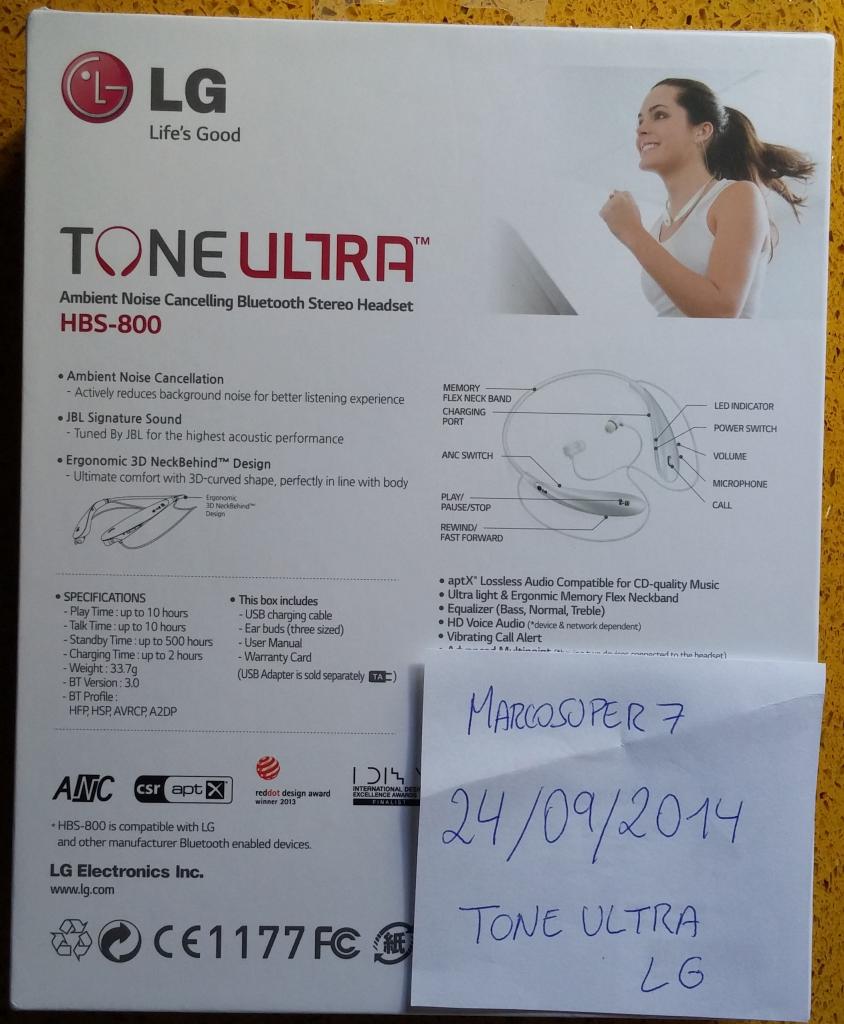 LG
Life's Good
TONE ULTRA™
Ambient Noise Cancelling Bluetooth Stereo Headset
HBS-800
• Ambient Noise Cancellation
- Actively reduces background noise for better listening experience
• JBL Signature Sound
- Tuned By JBL for the highest acoustic performance
• Ergonomic 3D NeckBehind™ Design
- Ultimate comfort with 3D-curved shape, perfectly in line with body
Ergonomic
3D NeckBehind™
Design
MEMORY
FLEX NECK BAND
CHARGING
PORT
ANC SWITCH
PLAY/
PAUSE/STOP
REWIND/
FAST FORWARD
LED INDICATOR
POWER SWITCH
VOLUME
MICROPHONE
CALL
• SPECIFICATIONS
- Play Time : up to 10 hours
- Talk Time : up to 10 hours
- Standby Time : up to 500 hours
- Charging Time : up to 2 hours
- Weight : 33.7g
- BT Version : 3.0
- BT Profile :
HFP, HSP, AVRCP, A2DP
• This box includes
- USB charging cable
- Ear buds (three sized)
- User Manual
- Warranty Card
(USB Adapter is sold separately TA )
• aptX® Lossless Audio Compatible for CD-quality Music
• Ultra light & Ergonmic Memory Flex Neckband
• Equalizer (Bass, Normal, Treble)
• HD Voice Audio (*device & network dependent)
• Vibrating Call Alert
• Advanced Multipoint
connected to the headset)
ANC
csr aptX
reddot design award
winner 2013
INTERNATIONAL
EXCELLENCE AWARDS
FINALIST
* HBS-800 is compatible with LG
and other manufacturer Bluetooth enabled devices.
LG Electronics Inc.
www.lg.com
CE1177 FC 紙
MARCOSUPER 7
24/09/2014
TONE ULTRA
LG